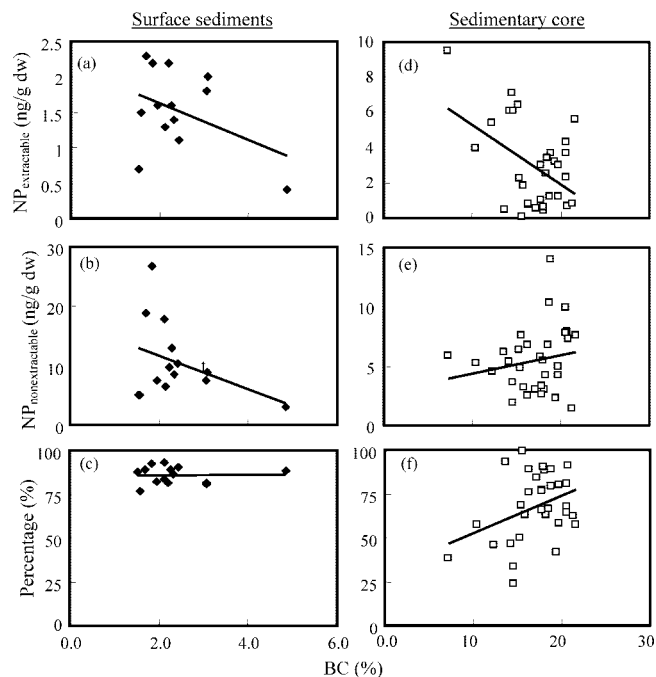 Surface sediments
Sedimentary core
NPextractable (ng/g dw)
2.5
2
1.5
1
0.5
0
(a)
10
8
6
4
2
0
(d)
NPnonextractable (ng/g dw)
30
20
10
0
(b)
15
10
5
0
(e)
Percentage (%)
100
75
50
25
0
(c)
100
75
50
25
0
(f)
0.0 2.0 4.0 6.0
0.0 10 20 30
BC (%)